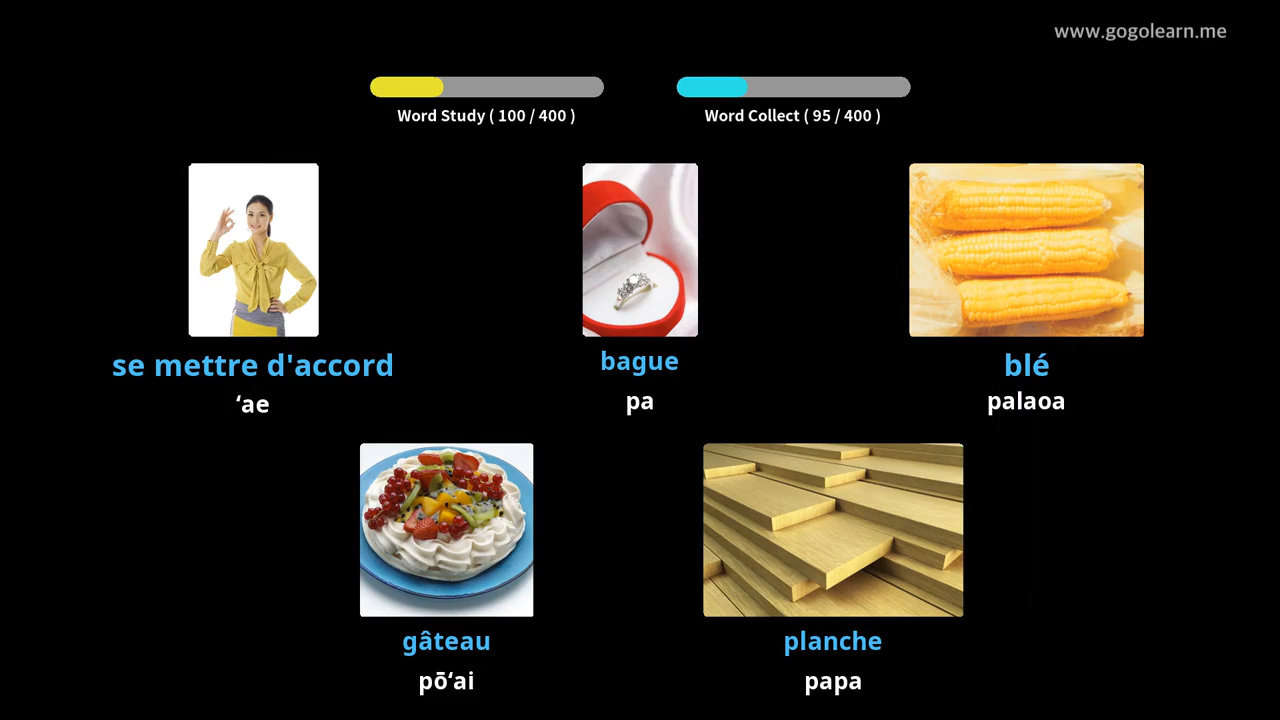 www.gogolearn.me
Word Study ( 100 / 400 )
Word Collect ( 95 / 400 )
se mettre d'accord
ʻae
bague
pa
blé
palaoa
gâteau
pōʻai
planche
papa